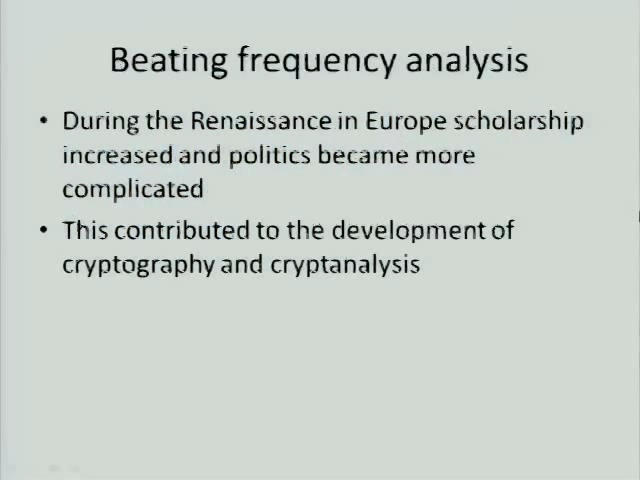 Beating frequency analysis
• During the Renaissance in Europe scholarship
increased and politics became more
complicated
• This contributed to the development of
cryptography and cryptanalysis